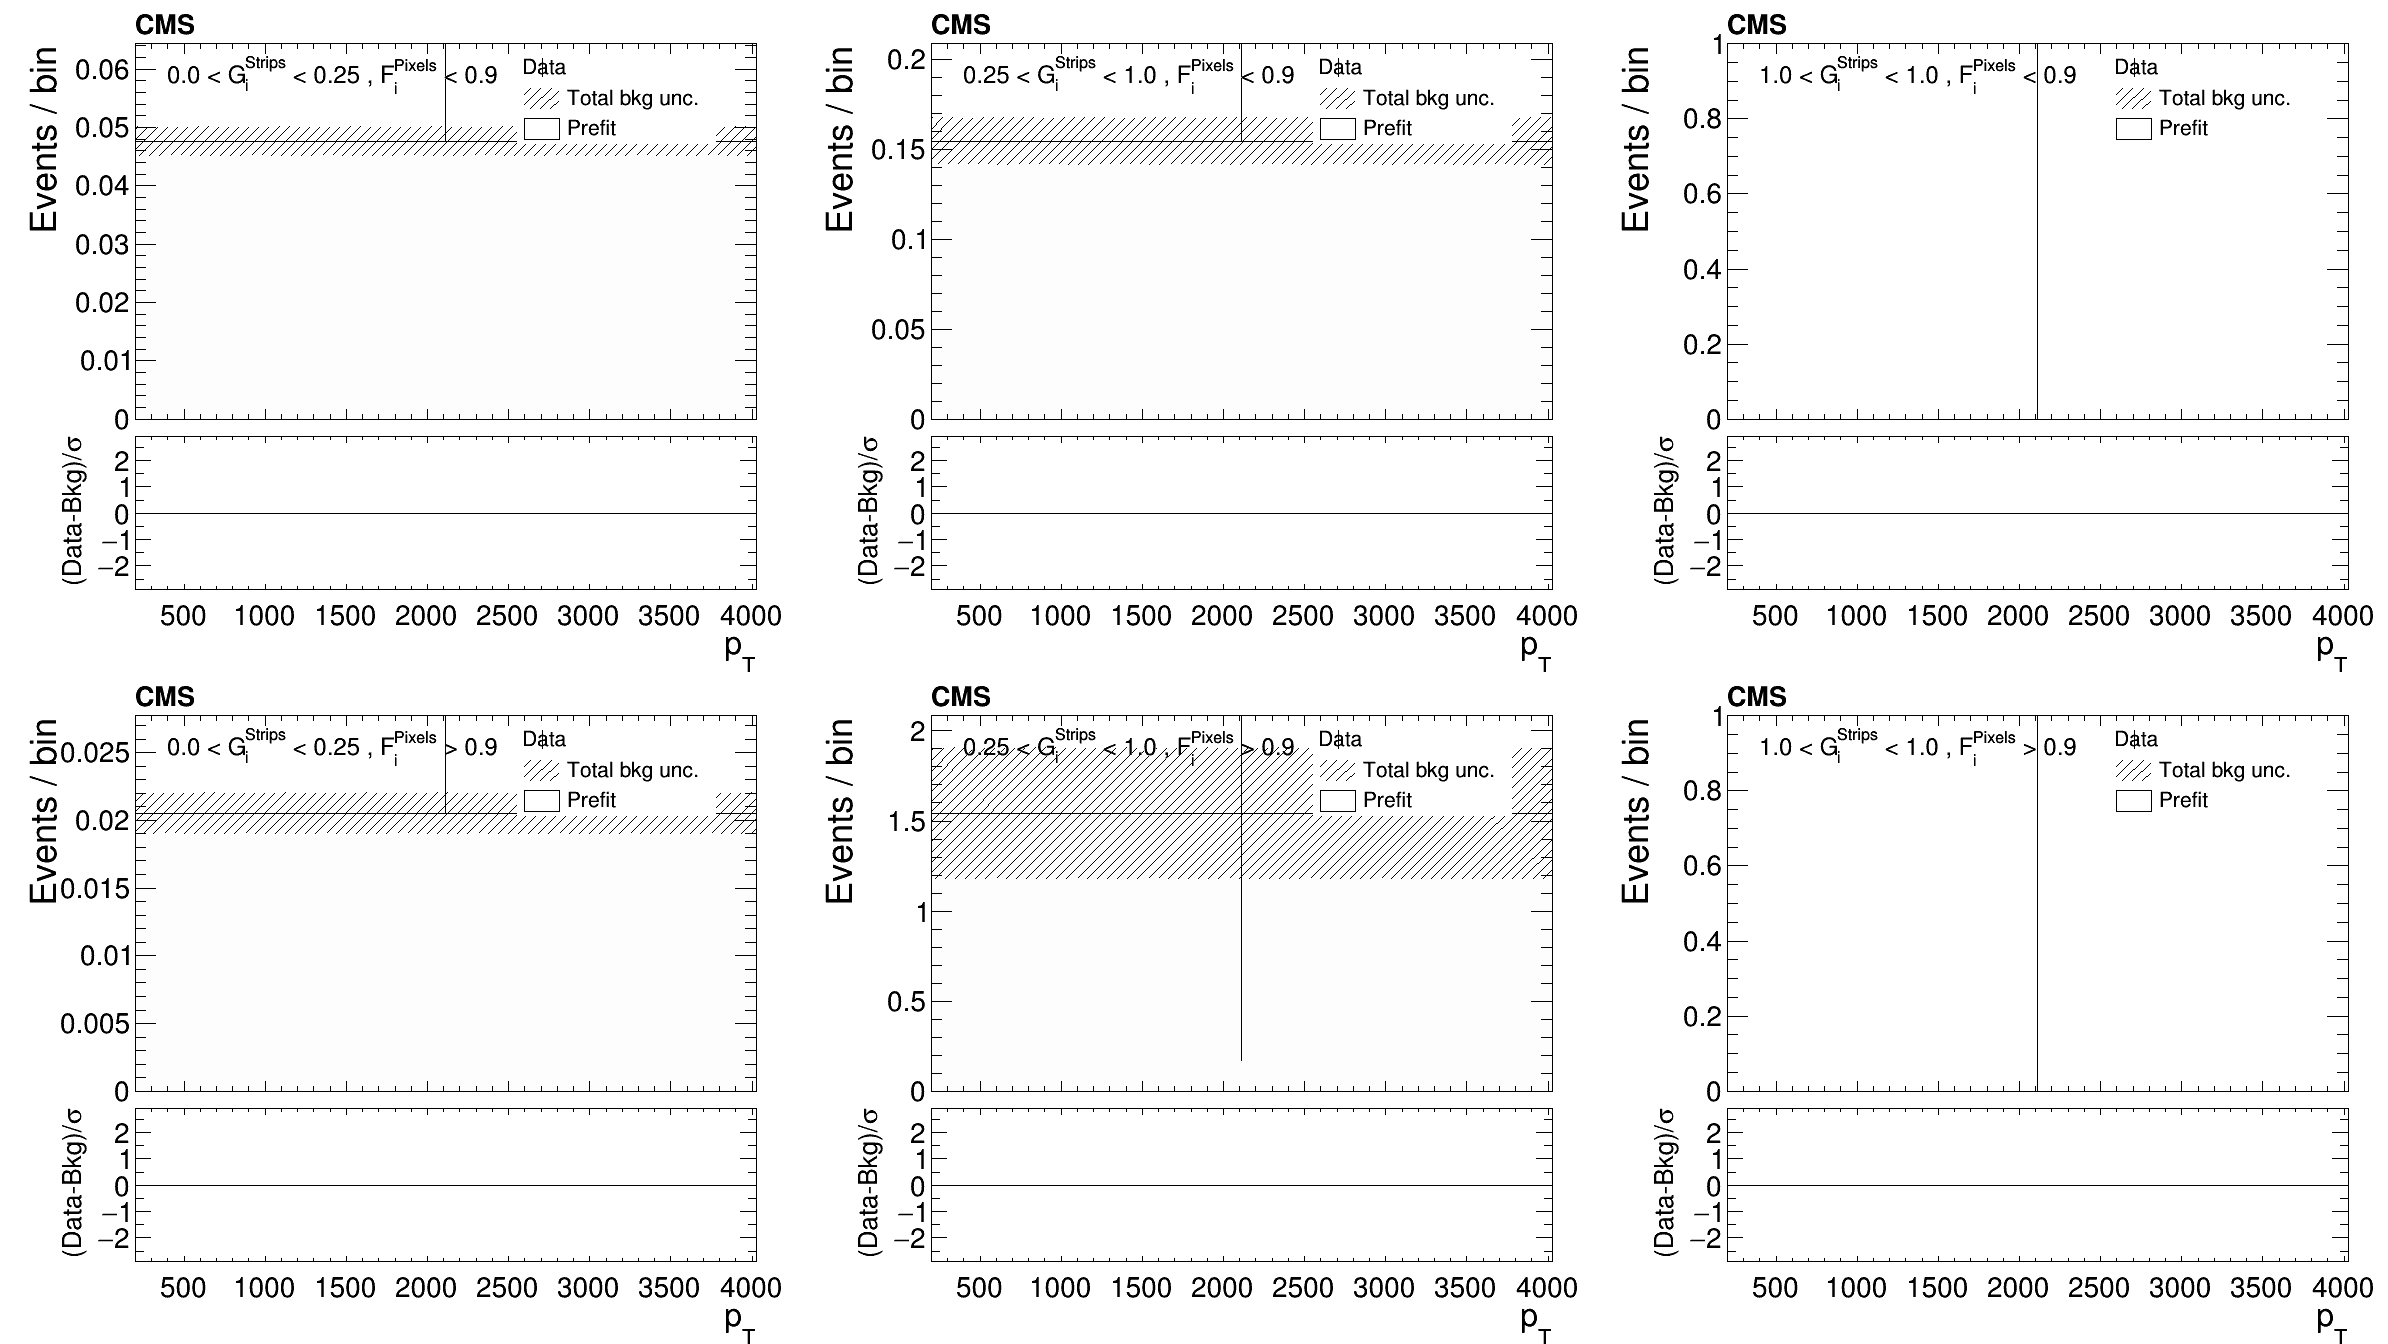 CMS
Events / bin
0.0 < G_i^Strips < 0.25 , F_i^Pixels < 0.9
Data
Total bkg unc.
Prefit
0.06
0.05
0.04
0.03
0.02
0.01
0
(Data-Bkg)/σ
2
1
0
−1
−2
500 1000 1500 2000 2500 3000 3500 4000
p_T
CMS
Events / bin
0.25 < G_i^Strips < 1.0 , F_i^Pixels < 0.9
Data
Total bkg unc.
Prefit
0.2
0.15
0.1
0.05
0
(Data-Bkg)/σ
2
1
0
−1
−2
500 1000 1500 2000 2500 3000 3500 4000
p_T
CMS
Events / bin
1.0 < G_i^Strips < 1.0 , F_i^Pixels < 0.9
Data
Total bkg unc.
Prefit
1
0.8
0.6
0.4
0.2
0
(Data-Bkg)/σ
2
1
0
−1
−2
500 1000 1500 2000 2500 3000 3500 4000
p_T
CMS
Events / bin
0.0 < G_i^Strips < 0.25 , F_i^Pixels > 0.9
Data
Total bkg unc.
Prefit
0.025
0.02
0.015
0.01
0.005
0
(Data-Bkg)/σ
2
1
0
−1
−2
500 1000 1500 2000 2500 3000 3500 4000
p_T
CMS
Events / bin
0.25 < G_i^Strips < 1.0 , F_i^Pixels > 0.9
Data
Total bkg unc.
Prefit
2
1.5
1
0.5
0
(Data-Bkg)/σ
2
1
0
−1
−2
500 1000 1500 2000 2500 3000 3500 4000
p_T
CMS
Events / bin
1.0 < G_i^Strips < 1.0 , F_i^Pixels > 0.9
Data
Total bkg unc.
Prefit
1
0.8
0.6
0.4
0.2
0
(Data-Bkg)/σ
2
1
0
−1
−2
500 1000 1500 2000 2500 3000 3500 4000
p_T